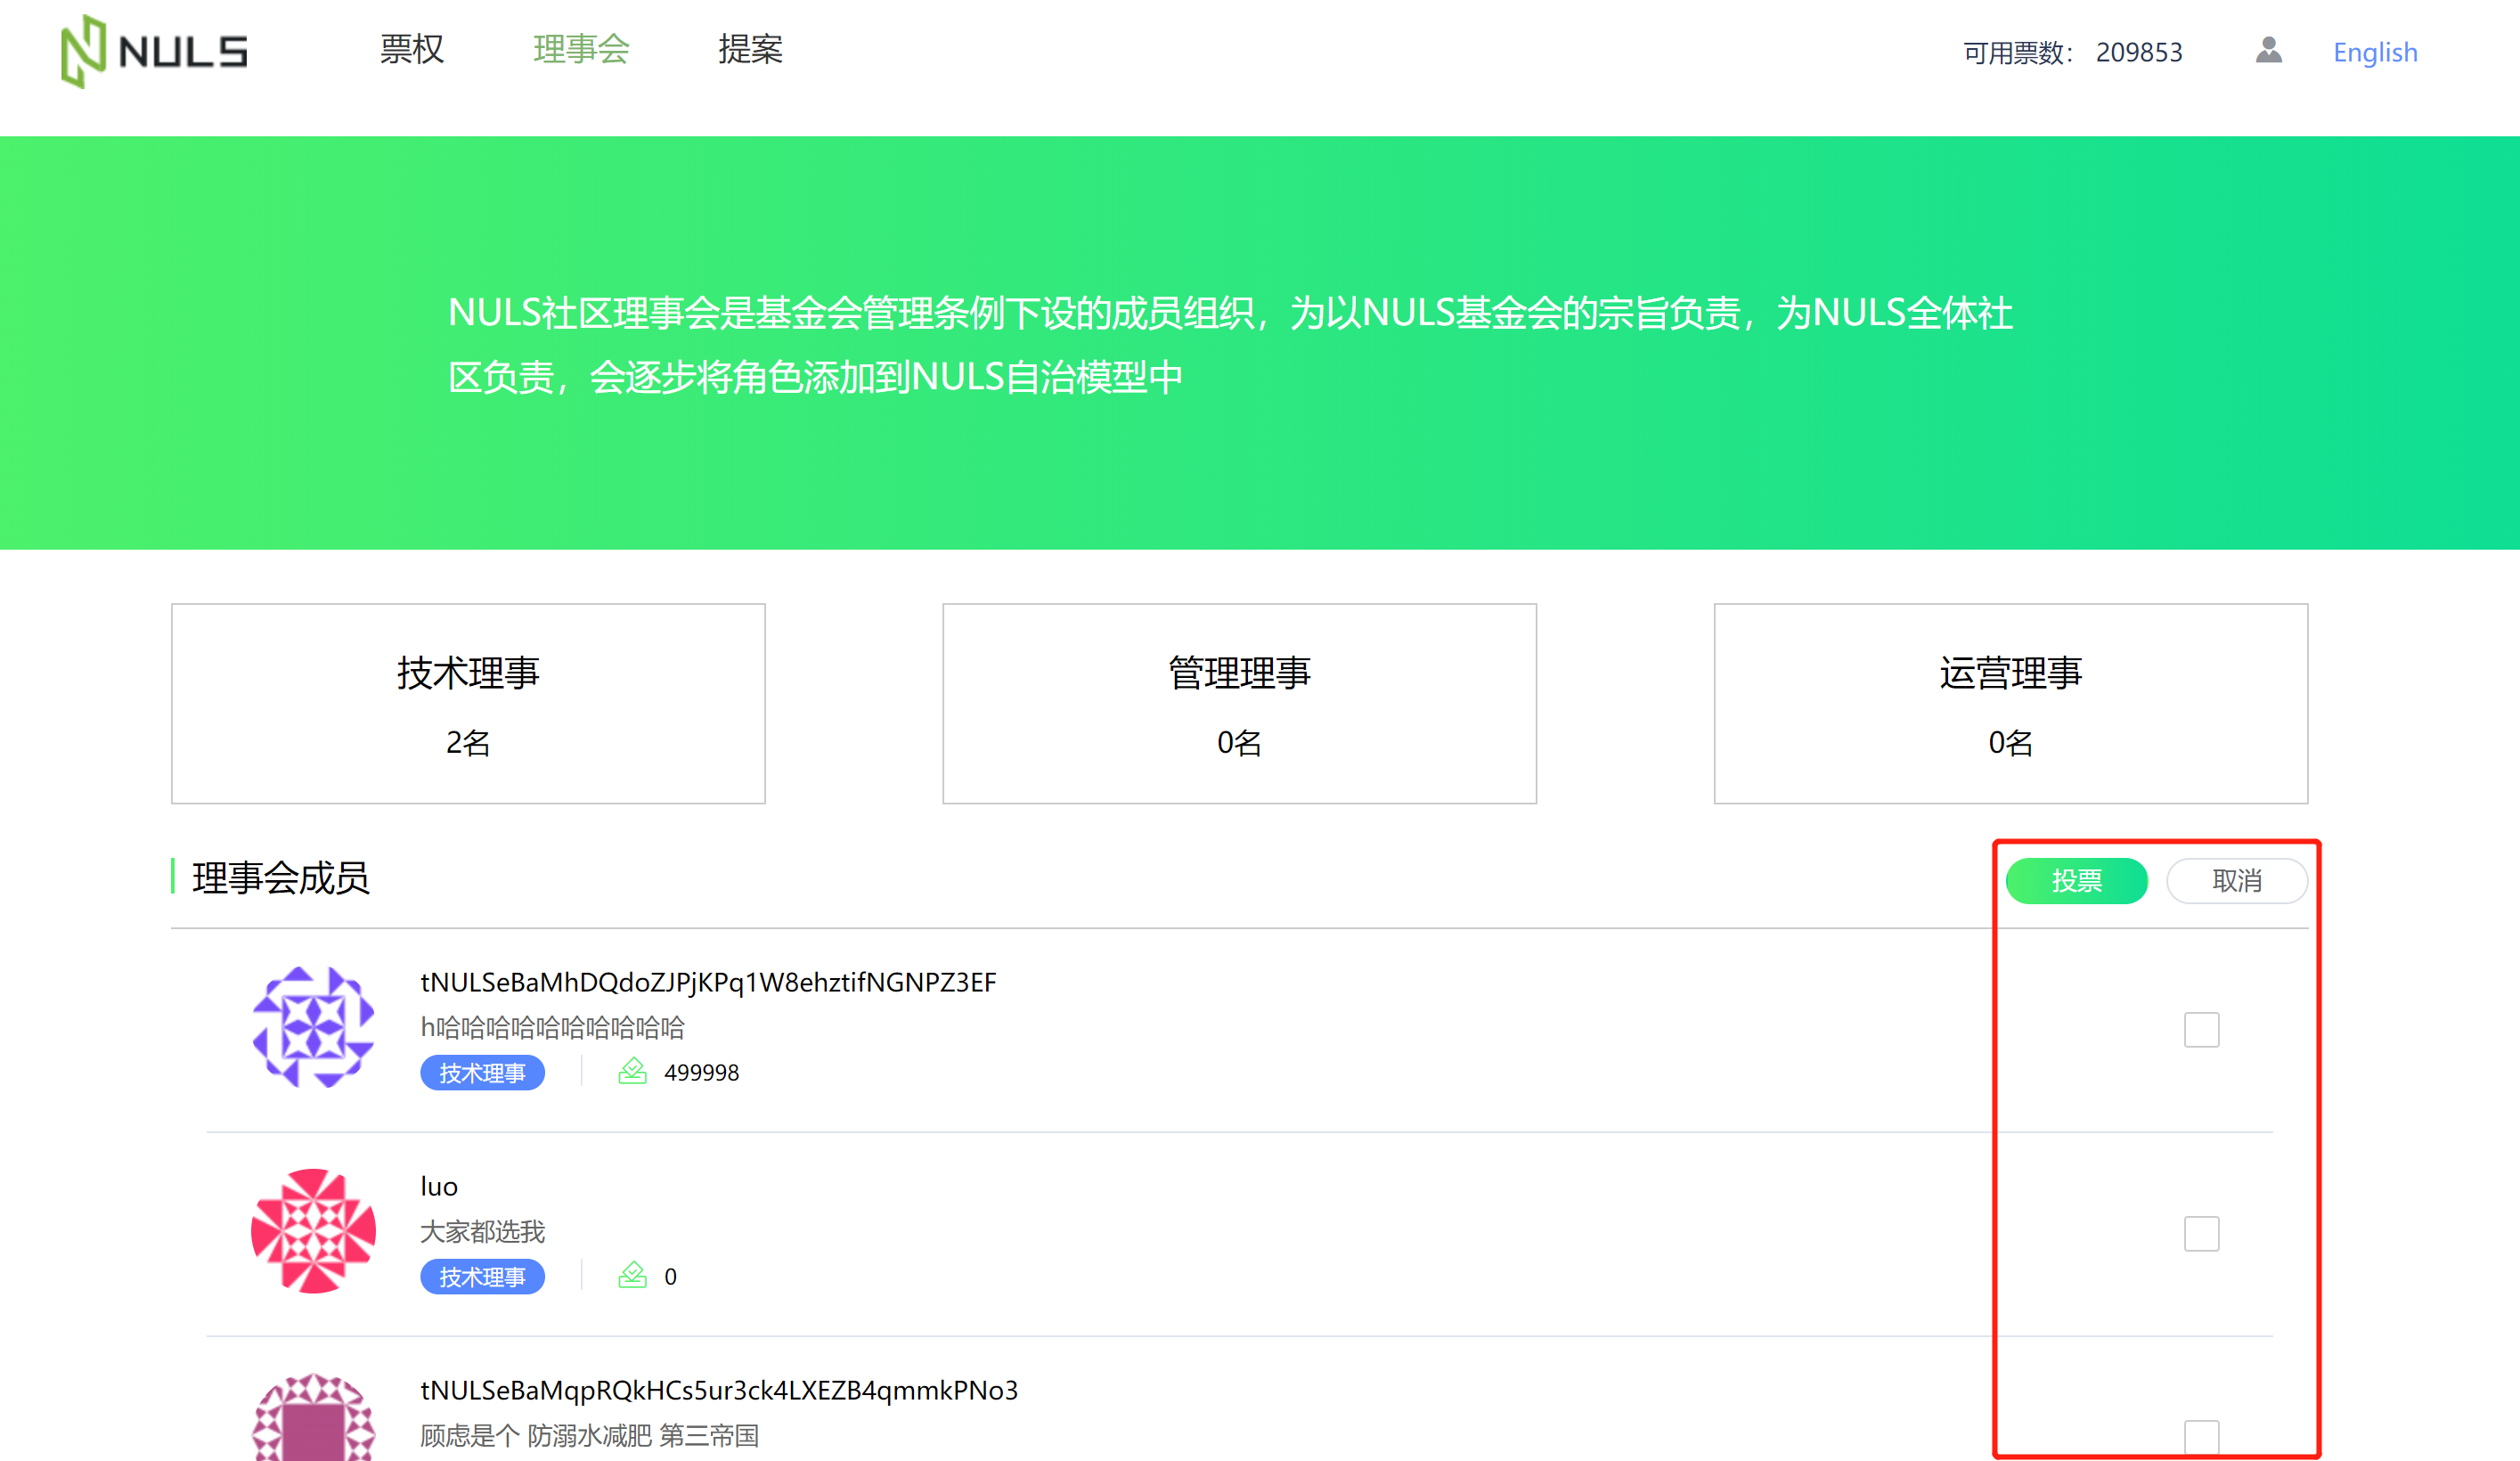 NULS
票权
理事会
提案
可用票数： 209853
English
NULS社区理事会是基金会管理条例下设的成员组织，为以NULS基金会的宗旨负责，为NULS全体社
区负责，会逐步将角色添加到NULS自治模型中
技术理事
2名
管理理事
0名
运营理事
0名
理事会成员
投票
取消
tNULSeBaMhDQdoZJPjKPq1W8ehztifNGNPZ3EF
h哈哈哈哈哈哈哈哈哈哈
技术理事
499998
luo
大家都选我
技术理事
0
tNULSeBaMqpRQkHCs5ur3ck4LXEZB4qmmkPNo3
顾虑是个 防溺水减肥 第三帝国